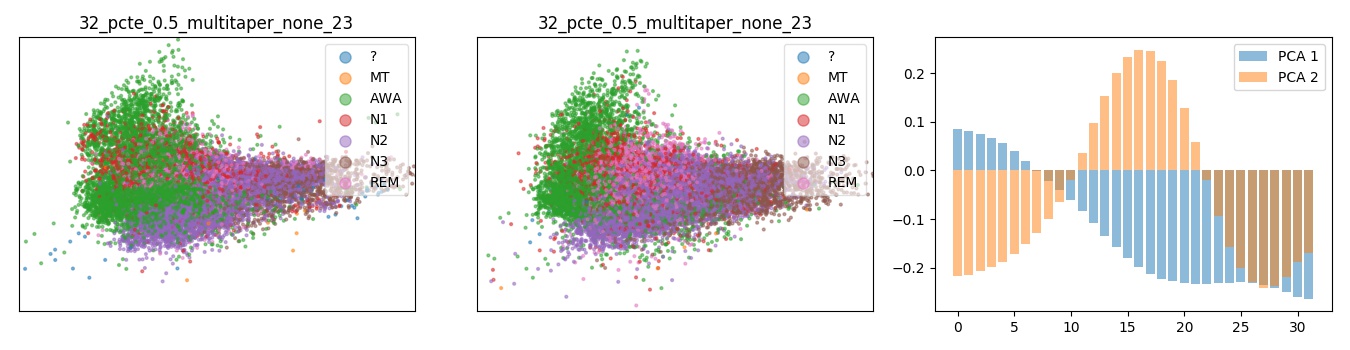 32_pcte_0.5_multitaper_none_23
?
MT
AWA
N1
N2
N3
REM
32_pcte_0.5_multitaper_none_23
?
MT
AWA
N1
N2
N3
REM
PCA 1
PCA 2
0.2
0.1
0.0
−0.1
−0.2
0 5 10 15 20 25 30